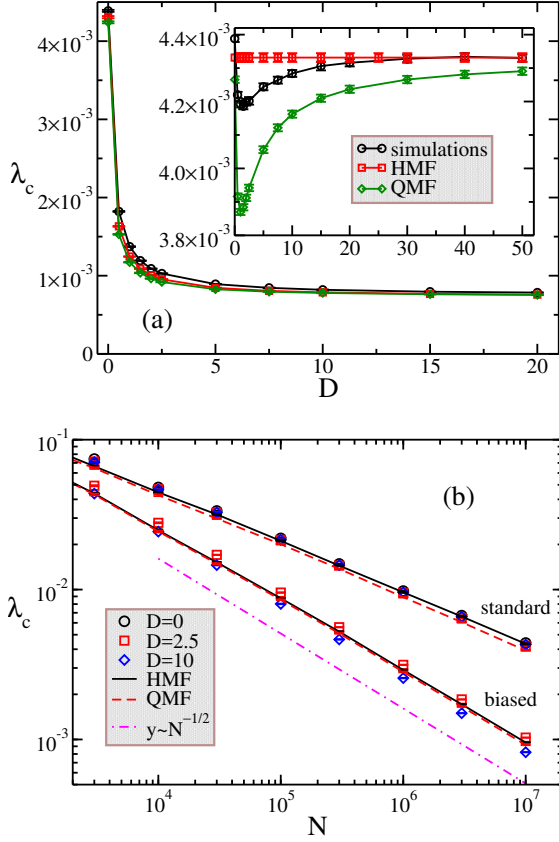 4×10⁻³
3×10⁻³
λc
2×10⁻³
1×10⁻³
0
0
5
10
15
20
D
(a)
4.4×10⁻³
4.2×10⁻³
4.0×10⁻³
3.8×10⁻³
0
10
20
30
40
50
simulations
HMF
QMF
10⁻¹
10⁻²
10⁻³
λc
(b)
standard
biased
D=0
D=2.5
D=10
HMF
QMF
y~N⁻¹/²
10⁴
10⁵
10⁶
10⁷
N